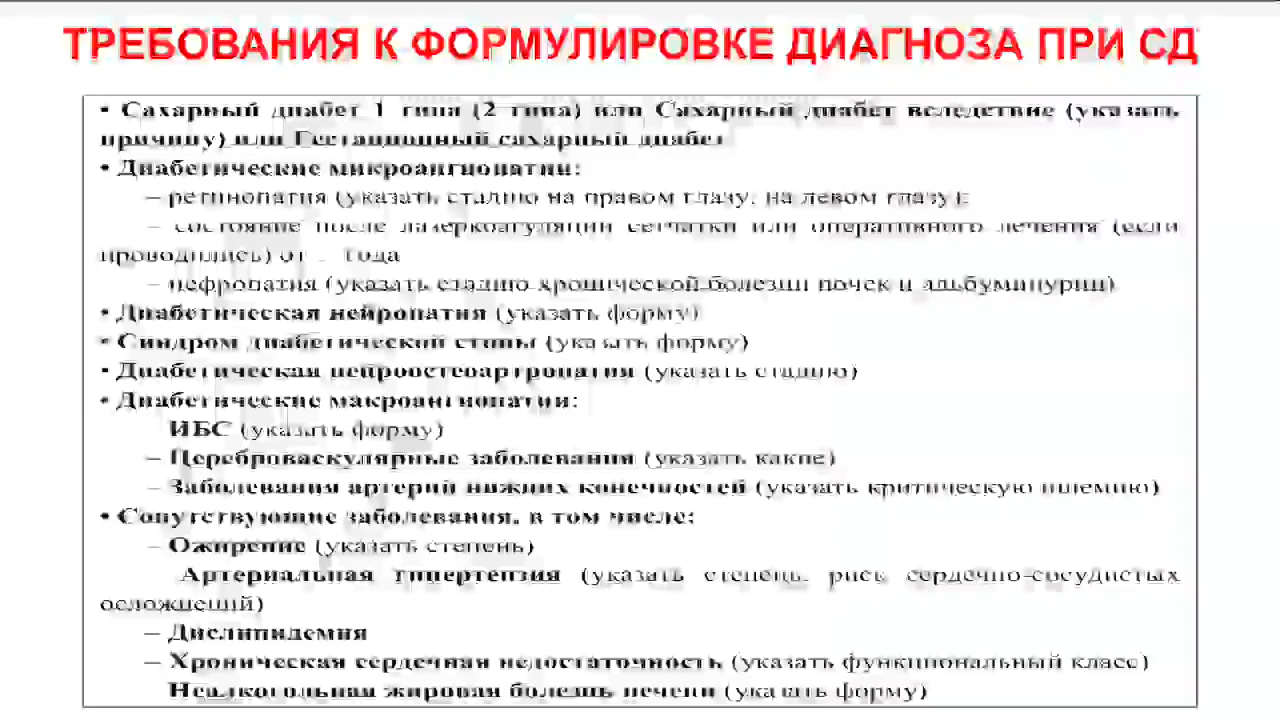 ТРЕБОВАНИЯ К ФОРМУЛИРОВКЕ ДИАГНОЗА ПРИ СД
• Сахарный диабет 1 типа (2 типа) или Сахарный диабет вследствие (указать
причину) или Гестационный сахарный диабет
• Диабетические микроангиопатии:
– ретинопатия (указать стадию на правом глазу, на левом глазу);
– состояние после лазеркоагуляции сетчатки или оперативного лечения (если
проводились) от .. года
– нефропатия (указать стадию хронической болезни почек и альбуминурии)
• Диабетическая нейропатия (указать форму)
• Синдром диабетической стопы (указать форму)
• Диабетическая нейроостеоартропатия (указать стадию)
• Диабетические макроангиопатии:
ИБС (указать форму)
– Цереброваскулярные заболевания (указать какие)
– Заболевания артерий нижних конечностей (указать критическую ишемию)
• Сопутствующие заболевания, в том числе:
– Ожирение (указать степень)
Артериальная гипертензия (указать степень, риск сердечно-сосудистых
осложнений)
– Дислипидемия
– Хроническая сердечная недостаточность (указать функциональный класс)
Неалкогольная жировая болезнь печени (указать форму)